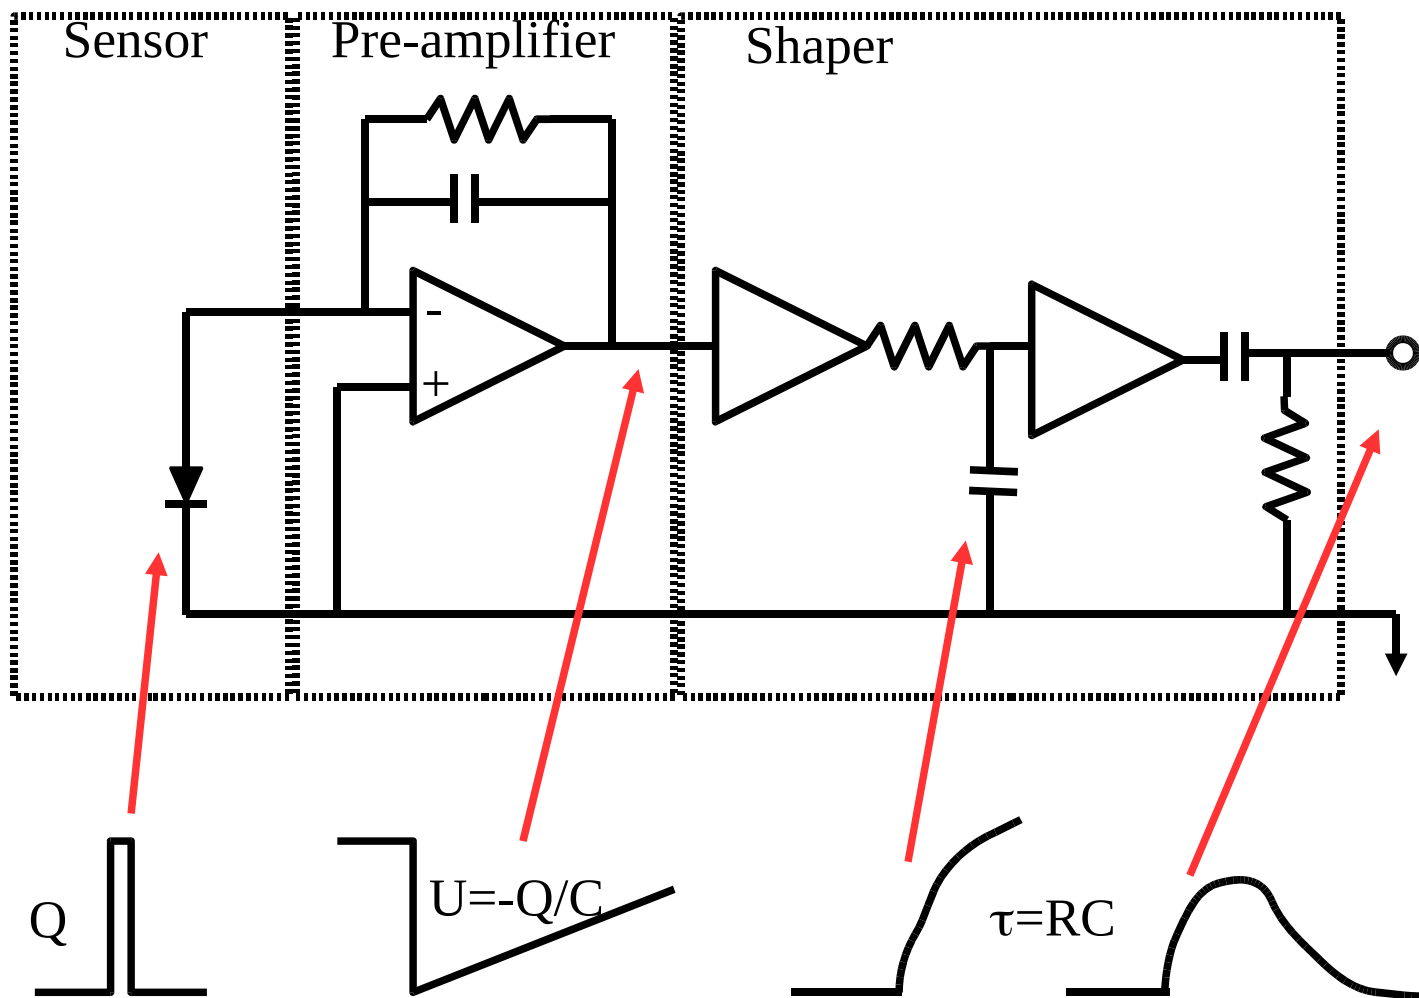 Sensor
Pre-amplifier
Shaper
-
+
Q
U=-Q/C
τ=RC